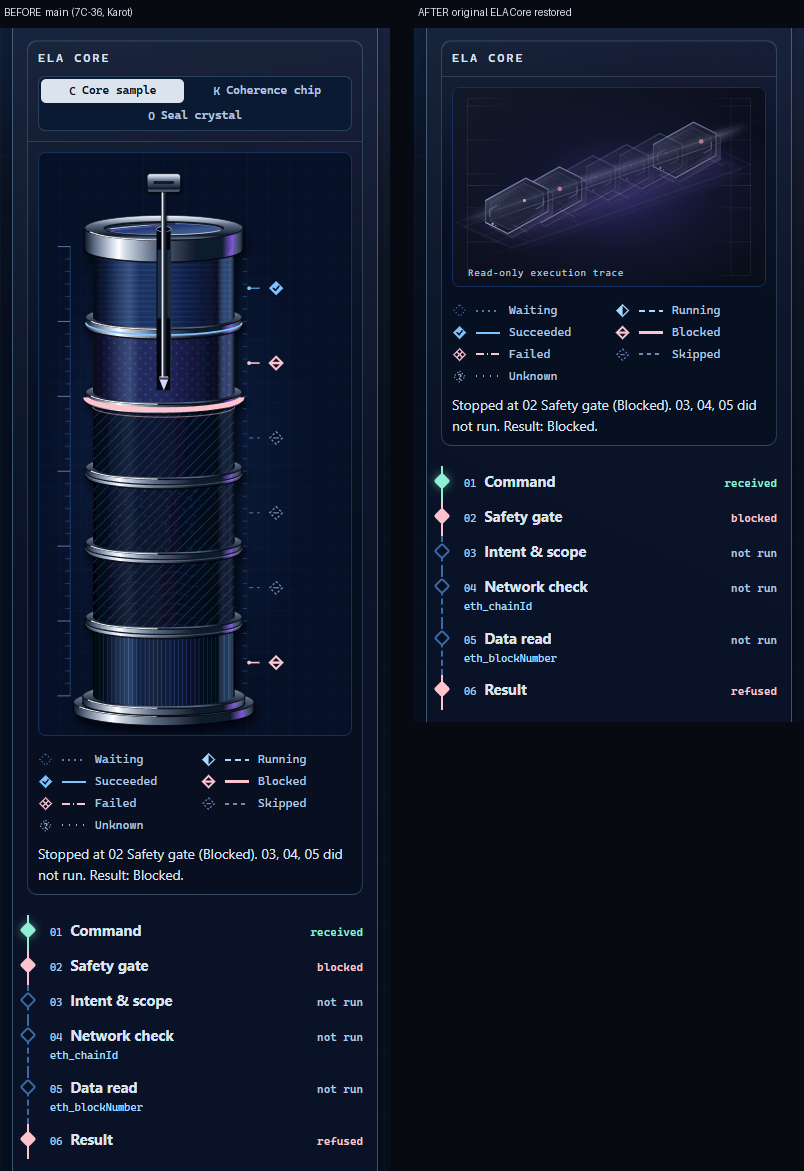 BEFORE main (7C-36, Karot)
ELA CORE
C Core sample
K Coherence chip
O Seal crystal
Waiting
Running
Succeeded
Blocked
Failed
Skipped
Unknown
Stopped at 02 Safety gate (Blocked). 03, 04, 05 did
not run. Result: Blocked.
01 Command received
02 Safety gate blocked
03 Intent & scope not run
04 Network check not run
eth_chainId
05 Data read not run
eth_blockNumber
06 Result refused
AFTER original ELACore restored
ELA CORE
Read-only execution trace
Waiting
Running
Succeeded
Blocked
Failed
Skipped
Unknown
Stopped at 02 Safety gate (Blocked). 03, 04, 05 did
not run. Result: Blocked.
01 Command received
02 Safety gate blocked
03 Intent & scope not run
04 Network check not run
eth_chainId
05 Data read not run
eth_blockNumber
06 Result refused